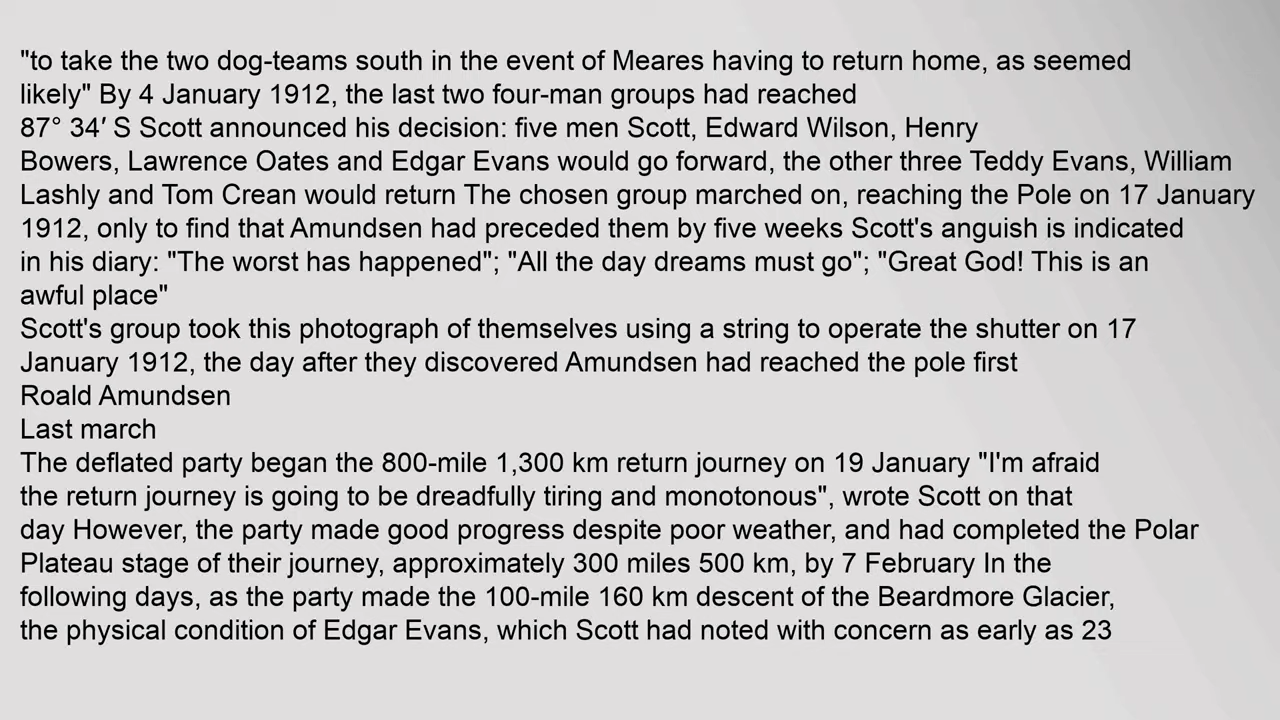 "to take the two dog-teams south in the event of Meares having to return home, as seemed
likely" By 4 January 1912, the last two four-man groups had reached
87° 34′ S Scott announced his decision: five men Scott, Edward Wilson, Henry
Bowers, Lawrence Oates and Edgar Evans would go forward, the other three Teddy Evans, William
Lashly and Tom Crean would return The chosen group marched on, reaching the Pole on 17 January
1912, only to find that Amundsen had preceded them by five weeks Scott's anguish is indicated
in his diary: "The worst has happened"; "All the day dreams must go"; "Great God! This is an
awful place"
Scott's group took this photograph of themselves using a string to operate the shutter on 17
January 1912, the day after they discovered Amundsen had reached the pole first
Roald Amundsen
Last march
The deflated party began the 800-mile 1,300 km return journey on 19 January "I'm afraid
the return journey is going to be dreadfully tiring and monotonous", wrote Scott on that
day However, the party made good progress despite poor weather, and had completed the Polar
Plateau stage of their journey, approximately 300 miles 500 km, by 7 February In the
following days, as the party made the 100-mile 160 km descent of the Beardmore Glacier,
the physical condition of Edgar Evans, which Scott had noted with concern as early as 23